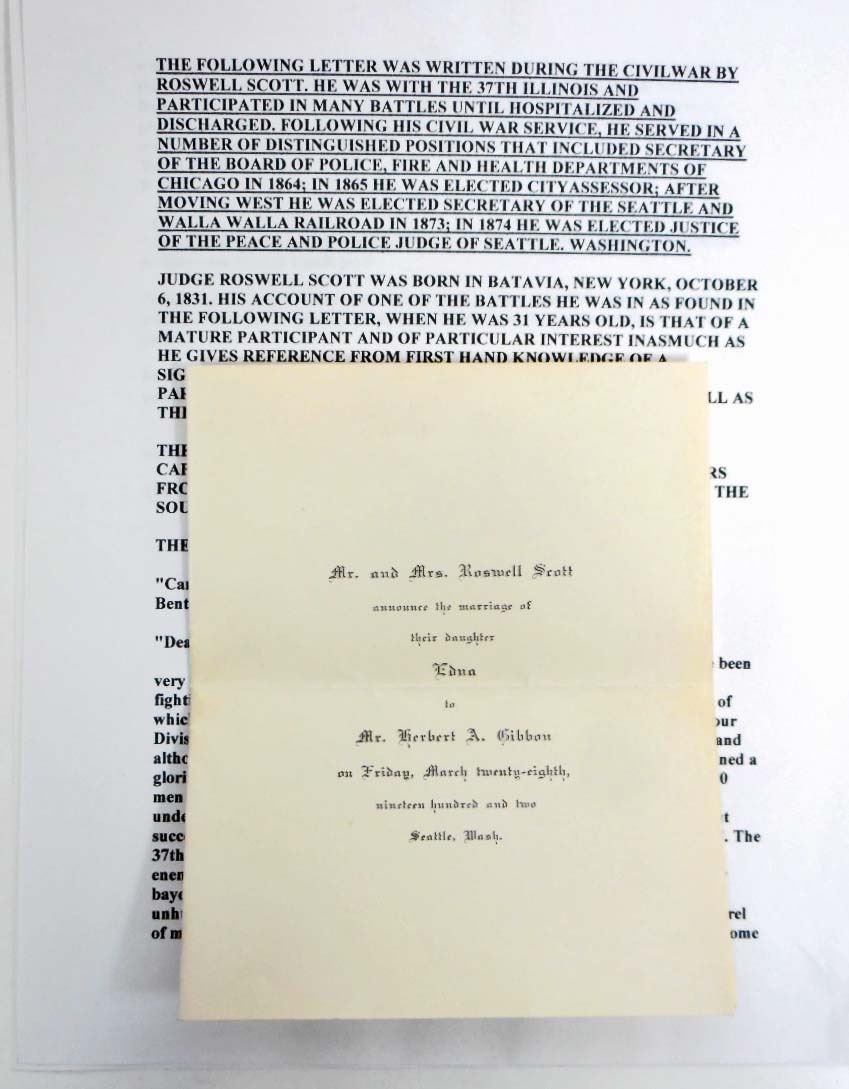 THE FOLLOWING LETTER WAS WRITTEN DURING THE CIVILWAR BY
ROSWELL SCOTT. HE WAS WITH THE 37TH ILLINOIS AND
PARTICIPATED IN MANY BATTLES UNTIL HOSPITALIZED AND
DISCHARGED. FOLLOWING HIS CIVIL WAR SERVICE, HE SERVED IN A
NUMBER OF DISTINGUISHED POSITIONS THAT INCLUDED SECRETARY
OF THE BOARD OF POLICE, FIRE AND HEALTH DEPARTMENTS OF
CHICAGO IN 1864; IN 1865 HE WAS ELECTED CITYASSESSOR; AFTER
MOVING WEST HE WAS ELECTED SECRETARY OF THE SEATTLE AND
WALLA WALLA RAILROAD IN 1873; IN 1874 HE WAS ELECTED JUSTICE
OF THE PEACE AND POLICE JUDGE OF SEATTLE. WASHINGTON.
JUDGE ROSWELL SCOTT WAS BORN IN BATAVIA, NEW YORK, OCTOBER
6, 1831. HIS ACCOUNT OF ONE OF THE BATTLES HE WAS IN AS FOUND IN
THE FOLLOWING LETTER, WHEN HE WAS 31 YEARS OLD, IS THAT OF A
MATURE PARTICIPANT AND OF PARTICULAR INTEREST INASMUCH AS
HE GIVES REFERENCE FROM FIRST HAND KNOWLEDGE OF A
AS
THE
THE
"Dea
been
very
of
and
men
The
37th
Mr. and Mrs. Roswell Scott
announce the marriage of
their daughter
Edna
to
Mr. Herbert A. Gibbon
on Friday, March twenty-eighth,
nineteen hundred and two
Seattle, Wash.